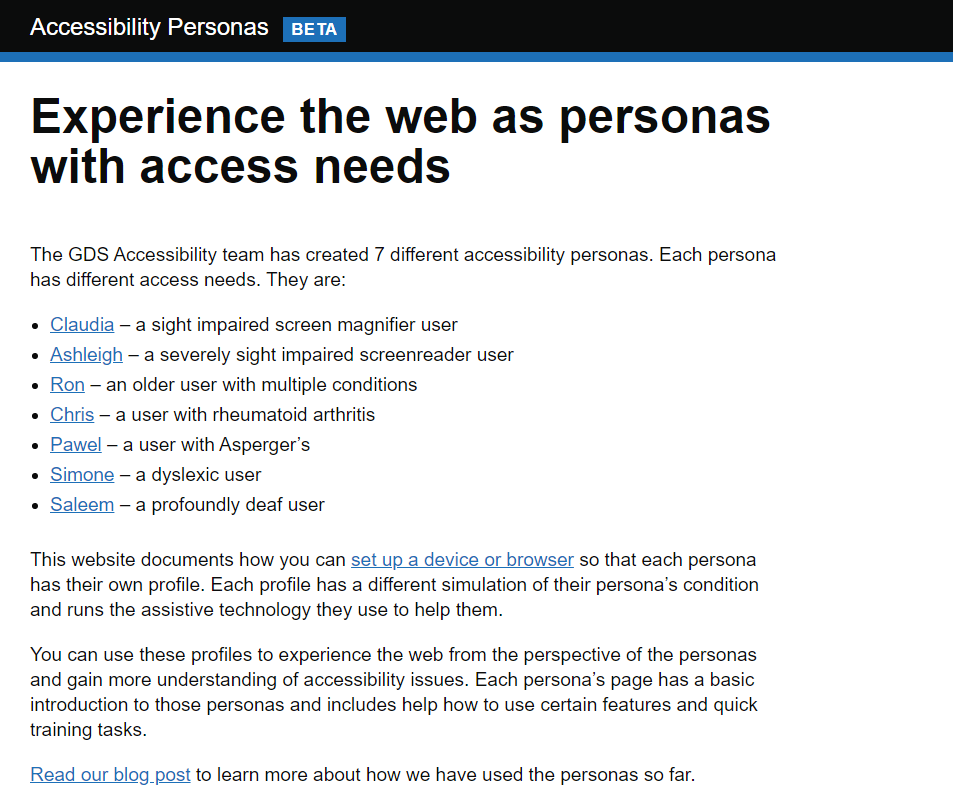 Accessibility Personas BETA
Experience the web as personas
with access needs
The GDS Accessibility team has created 7 different accessibility personas. Each persona
has different access needs. They are:
• Claudia – a sight impaired screen magnifier user
• Ashleigh – a severely sight impaired screenreader user
• Ron – an older user with multiple conditions
• Chris – a user with rheumatoid arthritis
• Pawel – a user with Asperger’s
• Simone – a dyslexic user
• Saleem – a profoundly deaf user
This website documents how you can set up a device or browser so that each persona
has their own profile. Each profile has a different simulation of their persona’s condition
and runs the assistive technology they use to help them.
You can use these profiles to experience the web from the perspective of the personas
and gain more understanding of accessibility issues. Each persona’s page has a basic
introduction to those personas and includes help how to use certain features and quick
training tasks.
Read our blog post to learn more about how we have used the personas so far.